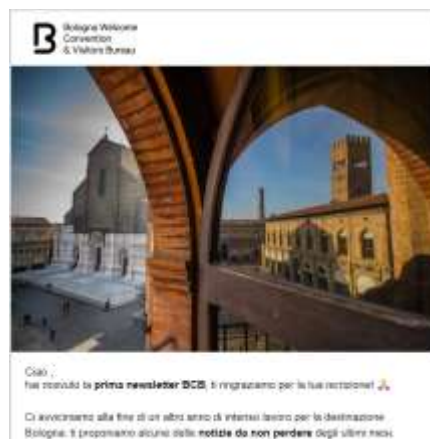 Bologna Welcome
Convention
& Visitors Bureau
Ciao ,
hai ricevuto la prima newsletter BCB, ti ringraziamo per la tua iscrizione! 🙏
Ci avviciniamo alla fine di un altro anno di intenso lavoro per la destinazione
Bologna: ti proponiamo alcune delle notizie da non perdere degli ultimi mesi.